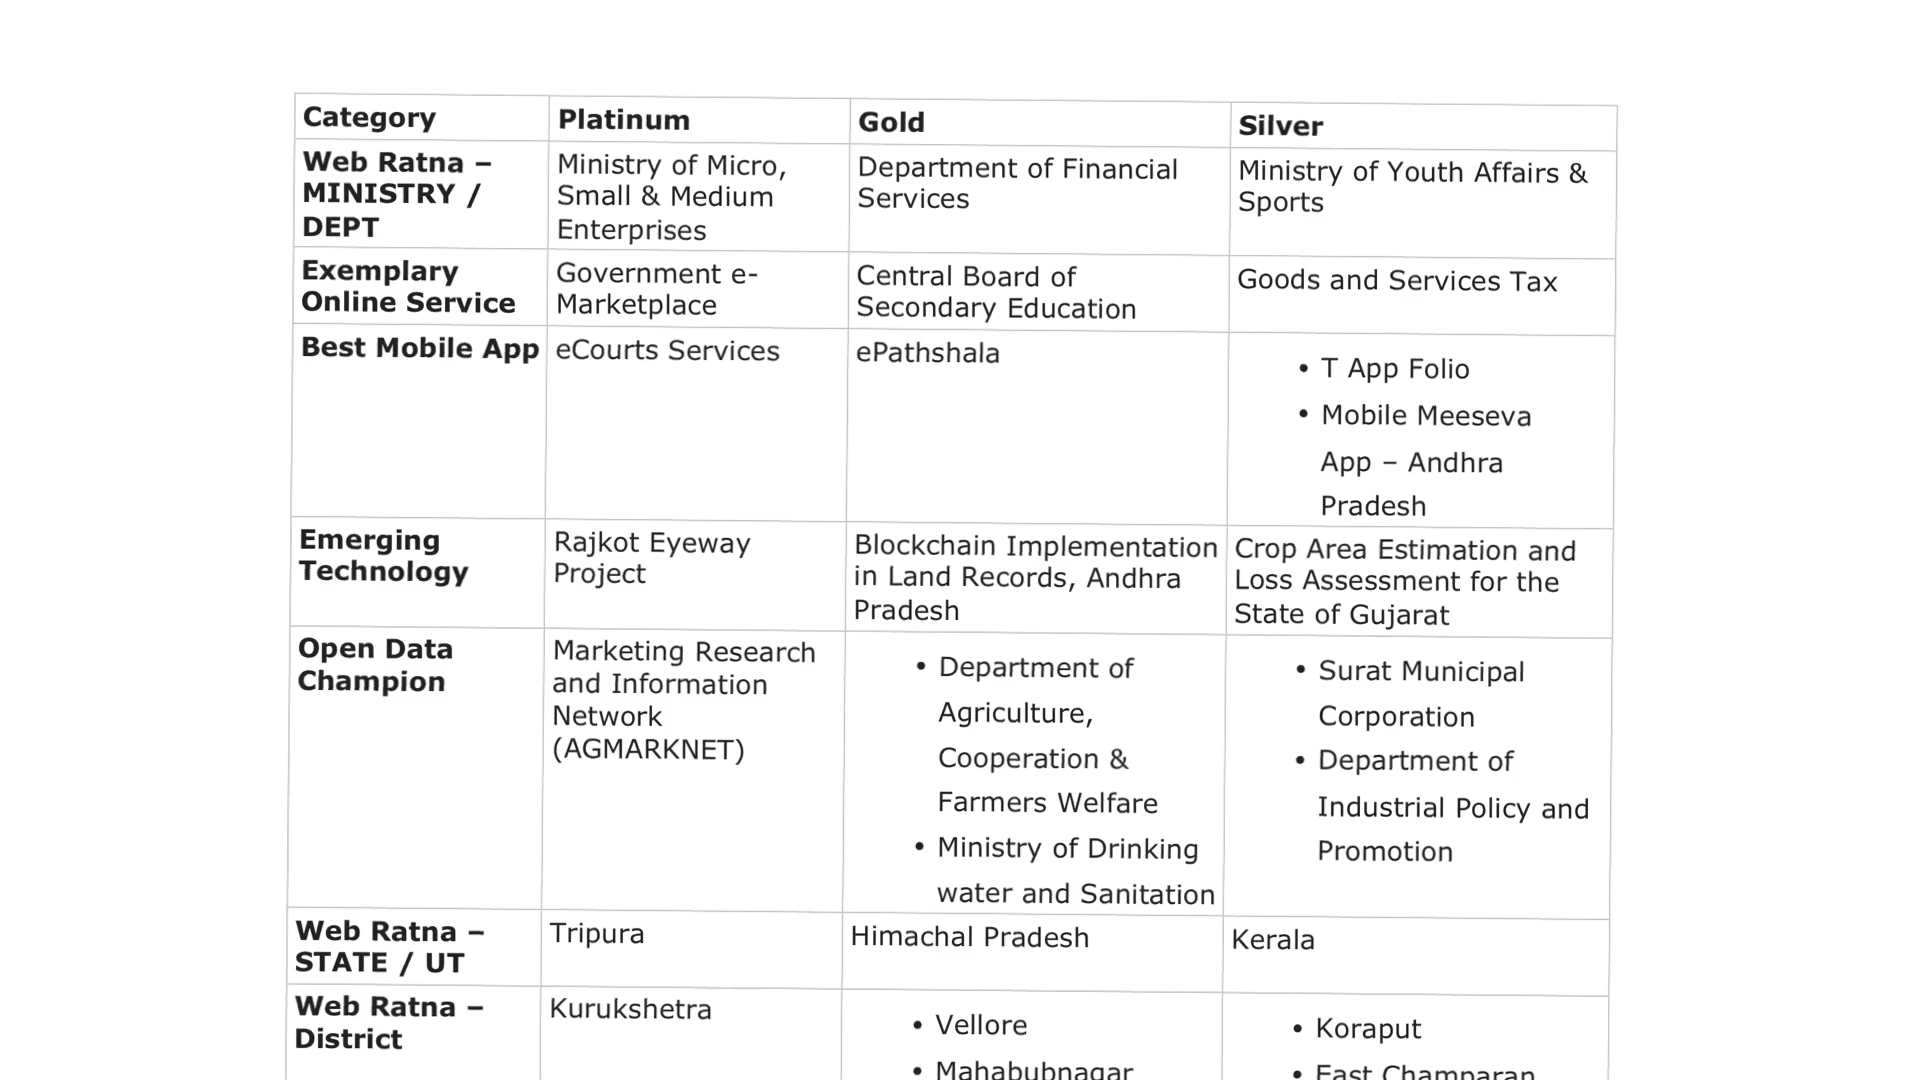 Category Platinum Gold Silver
Web Ratna –
MINISTRY /
DEPT
Ministry of Micro,
Small & Medium
Enterprises
Department of Financial
Services
Ministry of Youth Affairs &
Sports
Exemplary
Online Service
Government e-
Marketplace
Central Board of
Secondary Education
Goods and Services Tax
Best Mobile App
eCourts Services
ePathshala
• T App Folio
• Mobile Meeseva
App – Andhra
Pradesh
Emerging
Technology
Rajkot Eyeway
Project
Blockchain Implementation
in Land Records, Andhra
Pradesh
Crop Area Estimation and
Loss Assessment for the
State of Gujarat
Open Data
Champion
Marketing Research
and Information
Network
(AGMARKNET)
• Department of
Agriculture,
Cooperation &
Farmers Welfare
• Ministry of Drinking
water and Sanitation
• Surat Municipal
Corporation
• Department of
Industrial Policy and
Promotion
Web Ratna –
STATE / UT
Tripura
Himachal Pradesh
Kerala
Web Ratna –
District
Kurukshetra
• Vellore
• Mahabubnagar
• Koraput
• East Champaran